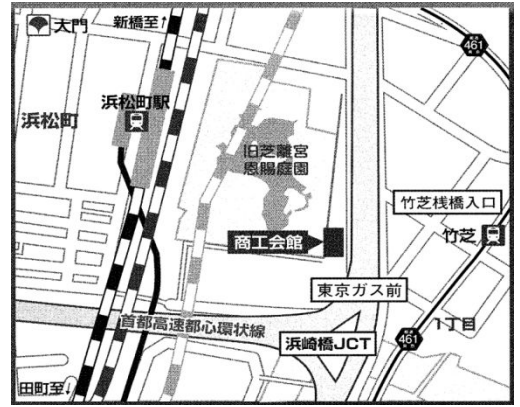 大門
新橋至↑
461
浜松町駅
浜松町
旧芝離宮
恩賜庭園
竹芝桟橋入口
竹芝
商工会館
東京ガス前
首都高速都心環状線
浜崎橋JCT
1丁目
461
田町至↓